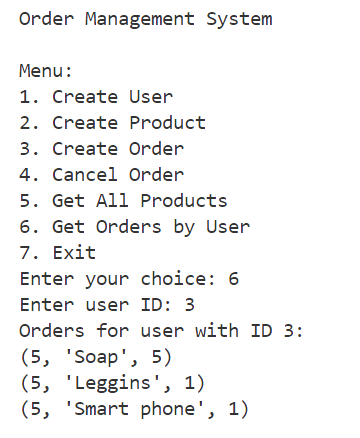 Order Management System
Menu:
1. Create User
2. Create Product
3. Create Order
4. Cancel Order
5. Get All Products
6. Get Orders by User
7. Exit
Enter your choice: 6
Enter user ID: 3
Orders for user with ID 3:
(5, 'Soap', 5)
(5, 'Leggins', 1)
(5, 'Smart phone', 1)